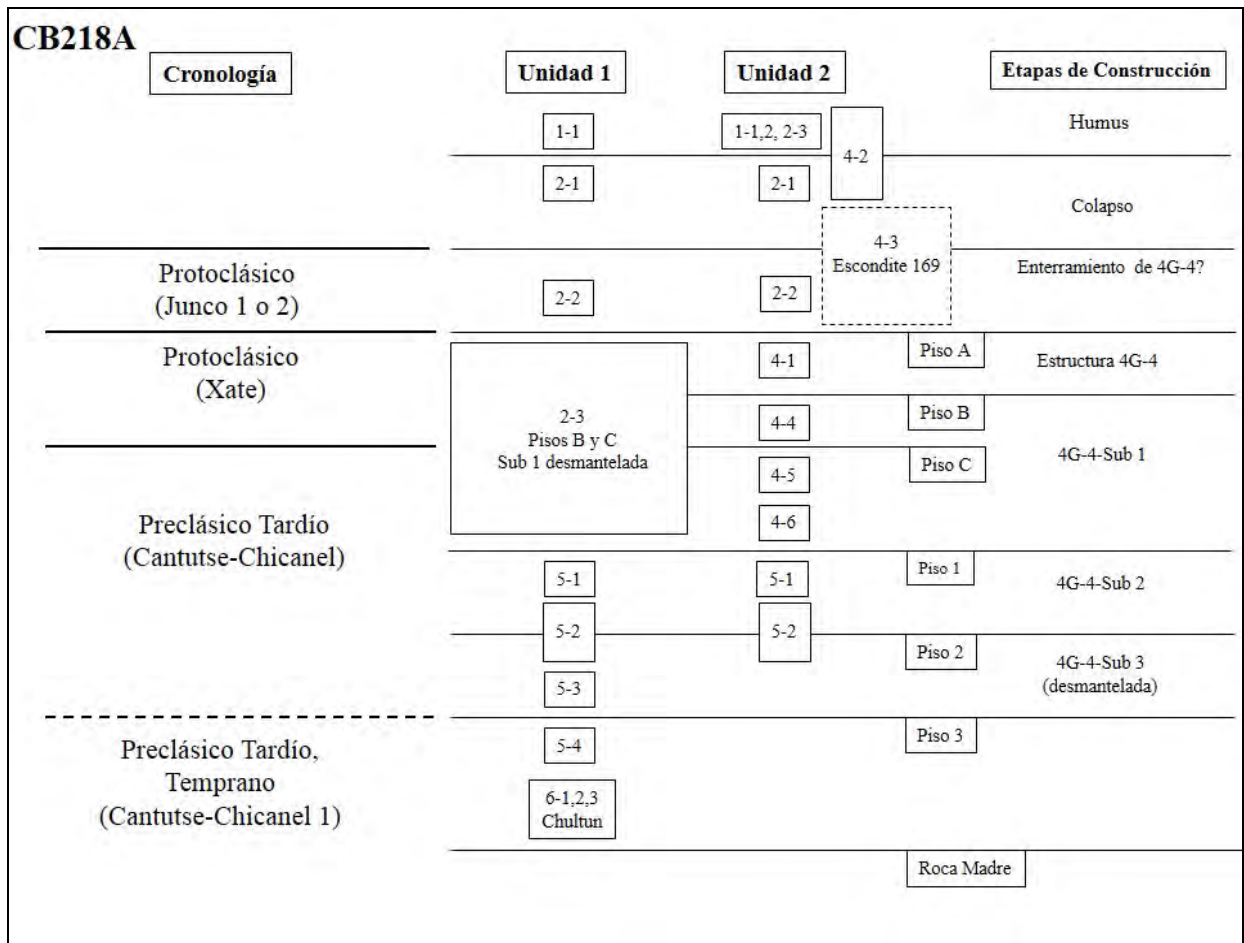 CB218A
Cronología
Unidad 1
Unidad 2
Etapas de Construcción
1-1
1-1,2, 2-3
4-2
Humus
2-1
2-1
Colapso
Protoclásico
(Junco 1 o 2)
2-2
2-2
4-3
Escondite 169
Enterramiento de 4G-4?
Protoclásico
(Xate)
2-3
Pisos B y C
Sub 1 desmantelada
4-1
Piso A
Estructura 4G-4
4-4
Piso B
4G-4-Sub 1
Piso C
4-5
4-6
Preclásico Tardío
(Cantutse-Chicanel)
5-1
5-1
Piso 1
4G-4-Sub 2
5-2
5-2
Piso 2
4G-4-Sub 3
(desmantelada)
5-3
Preclásico Tardío,
Temprano
(Cantutse-Chicanel 1)
5-4
Piso 3
6-1,2,3
Chultun
Roca Madre